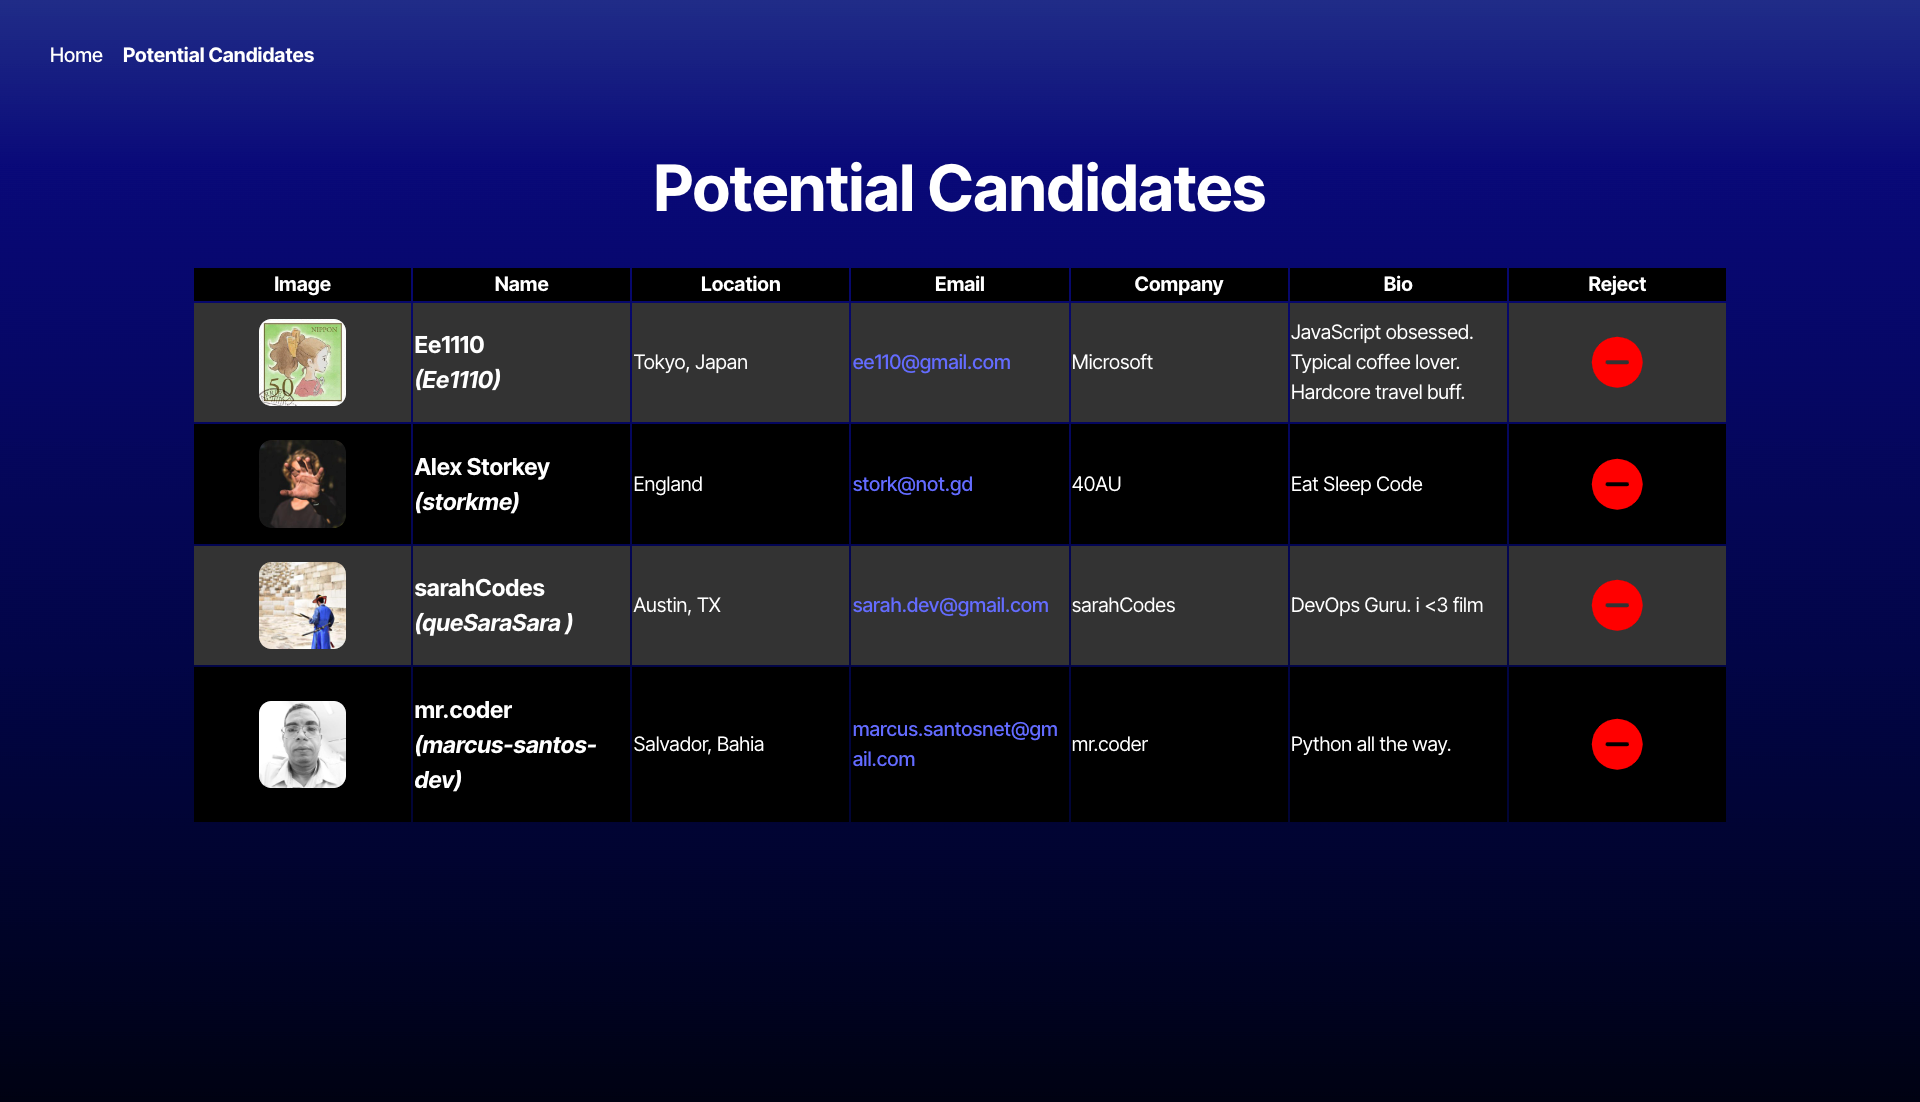 Home Potential Candidates
Potential Candidates
Image Name Location Email Company Bio Reject
NIPPON
50
Ee1110
(Ee1110)
Tokyo, Japan
ee110@gmail.com
Microsoft
JavaScript obsessed.
Typical coffee lover.
Hardcore travel buff.
Alex Storkey
(storkme)
England
stork@not.gd
40AU
Eat Sleep Code
sarahCodes
(queSaraSara )
Austin, TX
sarah.dev@gmail.com
sarahCodes
DevOps Guru. i <3 film
mr.coder
(marcus-santos-
dev)
Salvador, Bahia
marcus.santosnet@gm
ail.com
mr.coder
Python all the way.